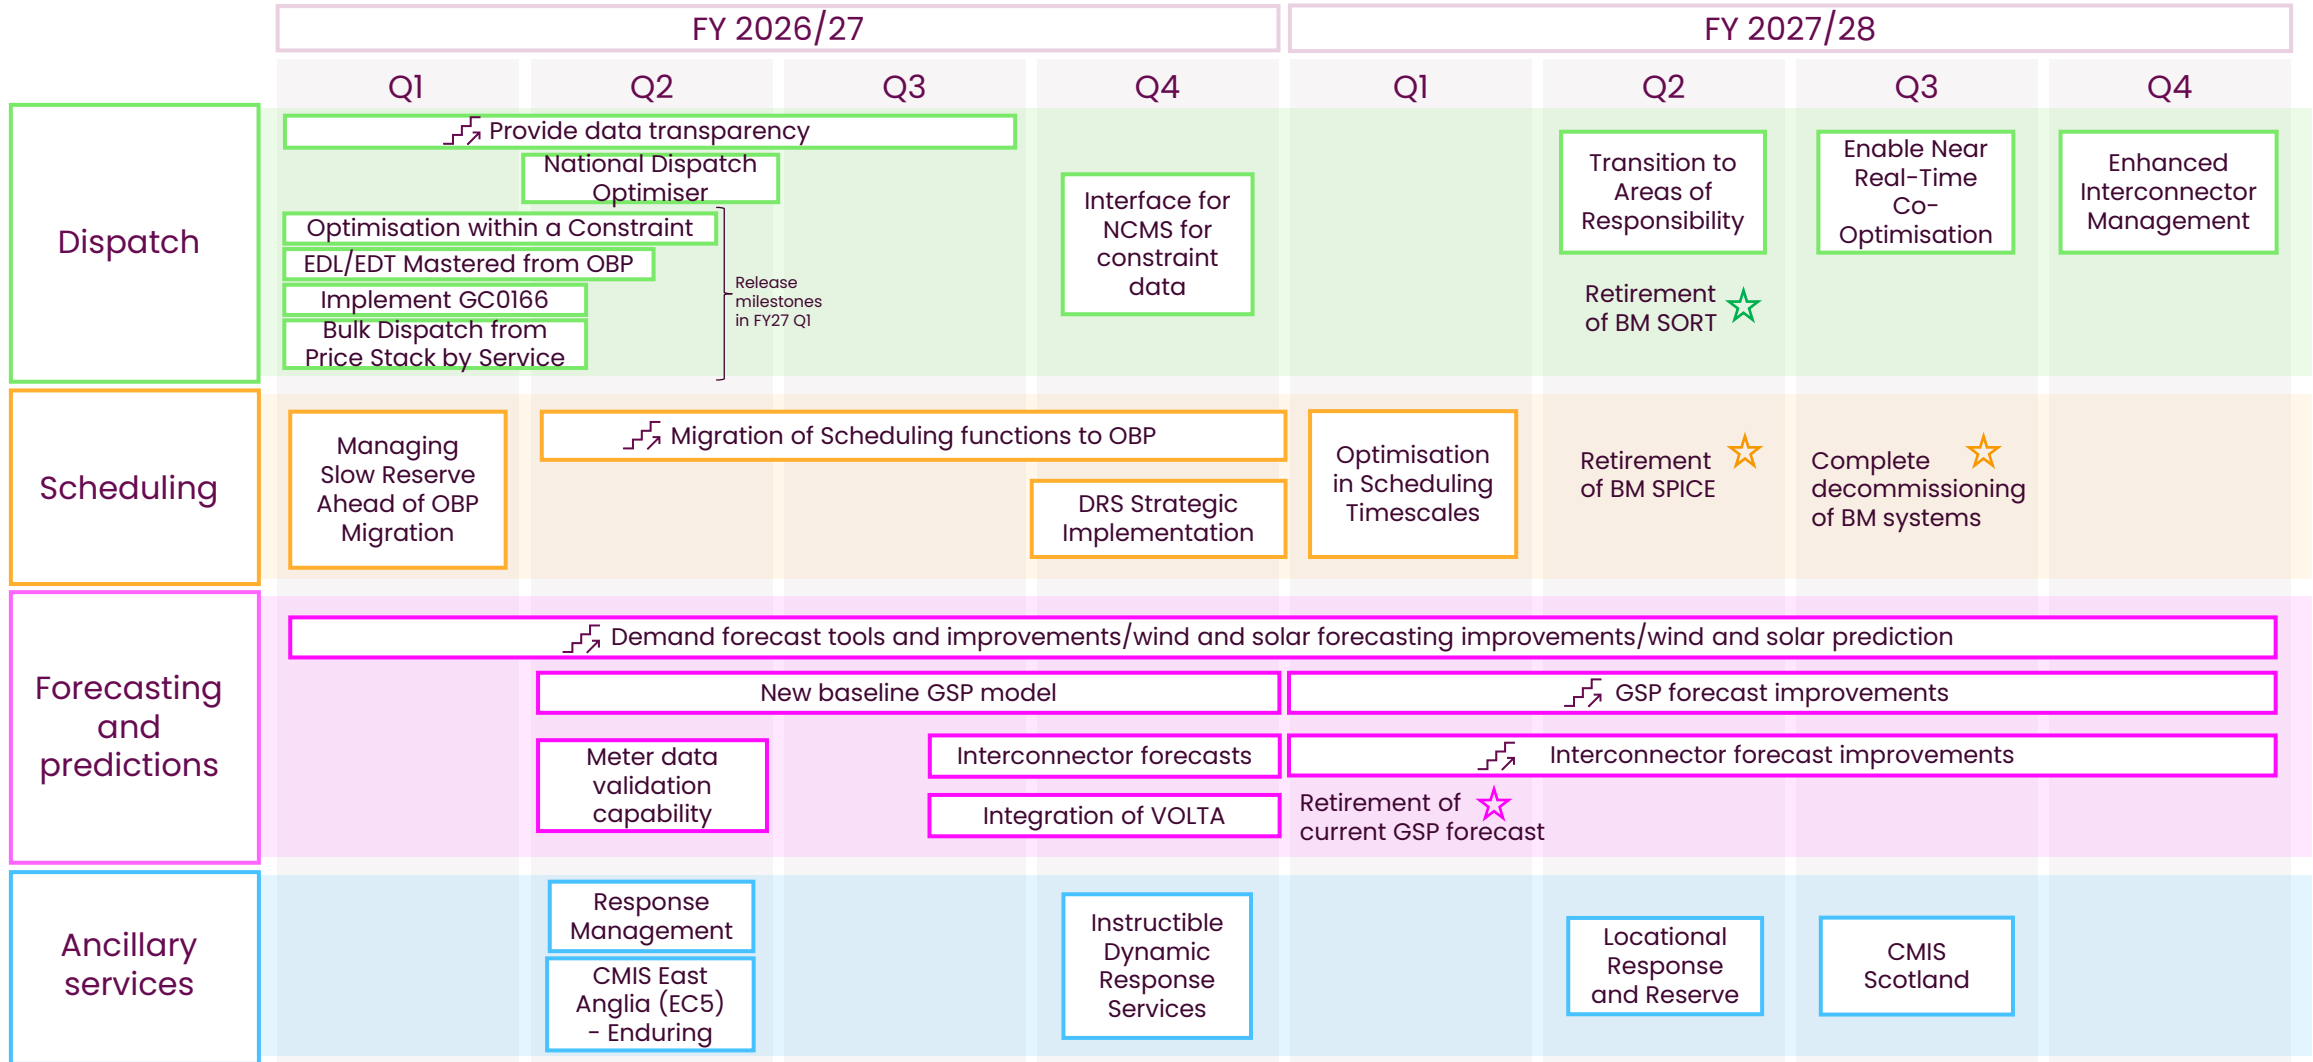 FY 2026/27
FY 2027/28
Q1
Q2
Q3
Q4
Q1
Q2
Q3
Q4
Dispatch
Provide data transparency
National Dispatch
Optimiser
Optimisation within a Constraint
EDL/EDT Mastered from OBP
Implement GC0166
Bulk Dispatch from
Price Stack by Service
Release
milestones
in FY27 Q1
Interface for
NCMS for
constraint
data
Transition to
Areas of
Responsibility
Retirement
of BM SORT
Enable Near
Real-Time
Co-
Optimisation
Enhanced
Interconnector
Management
Scheduling
Managing
Slow Reserve
Ahead of OBP
Migration
Migration of Scheduling functions to OBP
DRS Strategic
Implementation
Optimisation
in Scheduling
Timescales
Retirement
of BM SPICE
Complete
decommissioning
of BM systems
Forecasting
and
predictions
Demand forecast tools and improvements/wind and solar forecasting improvements/wind and solar prediction
New baseline GSP model
GSP forecast improvements
Meter data
validation
capability
Interconnector forecasts
Interconnector forecast improvements
Integration of VOLTA
Retirement of
current GSP forecast
Ancillary
services
Response
Management
CMIS East
Anglia (EC5)
- Enduring
Instructible
Dynamic
Response
Services
Locational
Response
and Reserve
CMIS
Scotland